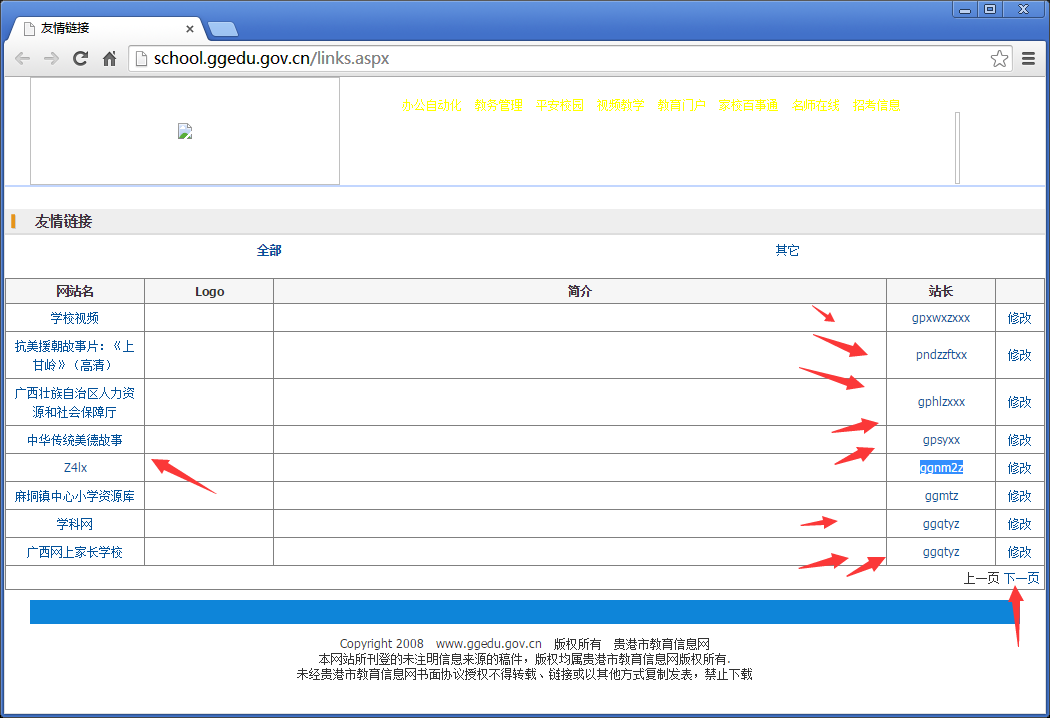 友情链接
school.ggedu.gov.cn/links.aspx
办公自动化 教务管理 平安校园 视频教学 教育门户 家校百事通 名师在线 招考信息
友情链接
全部 其它
网站名 Logo 简介 站长
学校视频 gpxwxzxxx 修改
抗美援朝故事片：《上
甘岭》（高清） pndzzftxx 修改
广西壮族自治区人力资
源和社会保障厅 gphlzxxx 修改
中华传统美德故事 gpsyxx 修改
Z4lx ggnm2z 修改
麻垌镇中心小学资源库 ggmtz 修改
学科网 ggqtyz 修改
广西网上家长学校 ggqtyz 修改
上一页 下一页
Copyright 2008 www.ggedu.gov.cn 版权所有 贵港市教育信息网
本网站所刊登的未注明信息来源的稿件，版权均属贵港市教育信息网版权所有.
未经贵港市教育信息网书面协议授权不得转载、链接或以其他方式复制发表，禁止下载